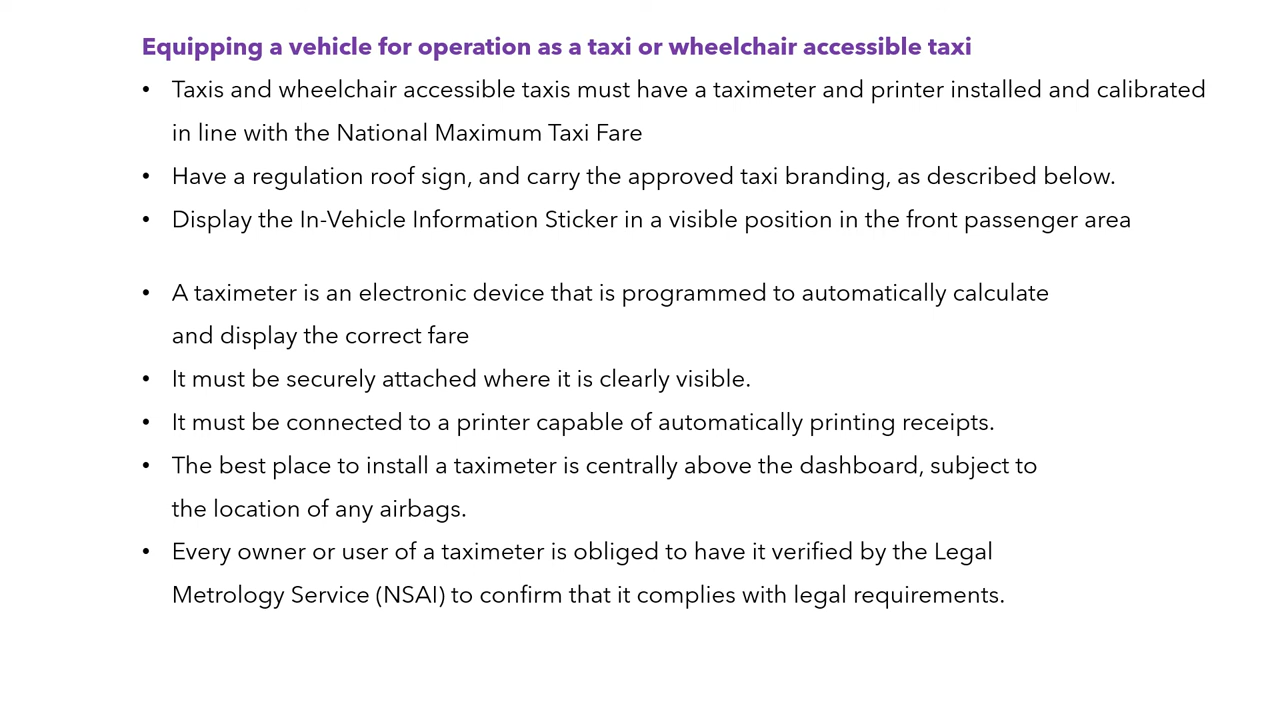 Equipping a vehicle for operation as a taxi or wheelchair accessible taxi
• Taxis and wheelchair accessible taxis must have a taximeter and printer installed and calibrated
in line with the National Maximum Taxi Fare
• Have a regulation roof sign, and carry the approved taxi branding, as described below.
• Display the In-Vehicle Information Sticker in a visible position in the front passenger area
• A taximeter is an electronic device that is programmed to automatically calculate
and display the correct fare
• It must be securely attached where it is clearly visible.
• It must be connected to a printer capable of automatically printing receipts.
• The best place to install a taximeter is centrally above the dashboard, subject to
the location of any airbags.
• Every owner or user of a taximeter is obliged to have it verified by the Legal
Metrology Service (NSAI) to confirm that it complies with legal requirements.